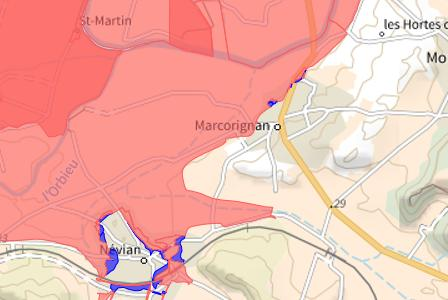 St-Martin
les Hortes
Mo
Marcorignan
l'Orbieu
29
Névian